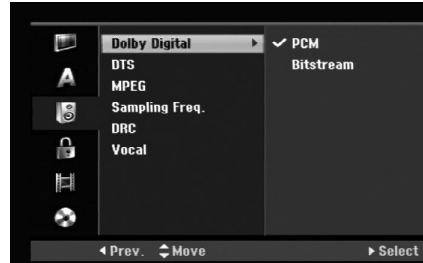 Dolby Digital
PCM
DTS
Bitstream
MPEG
Sampling Freq.
DRC
Vocal
A
Prev. Move Select